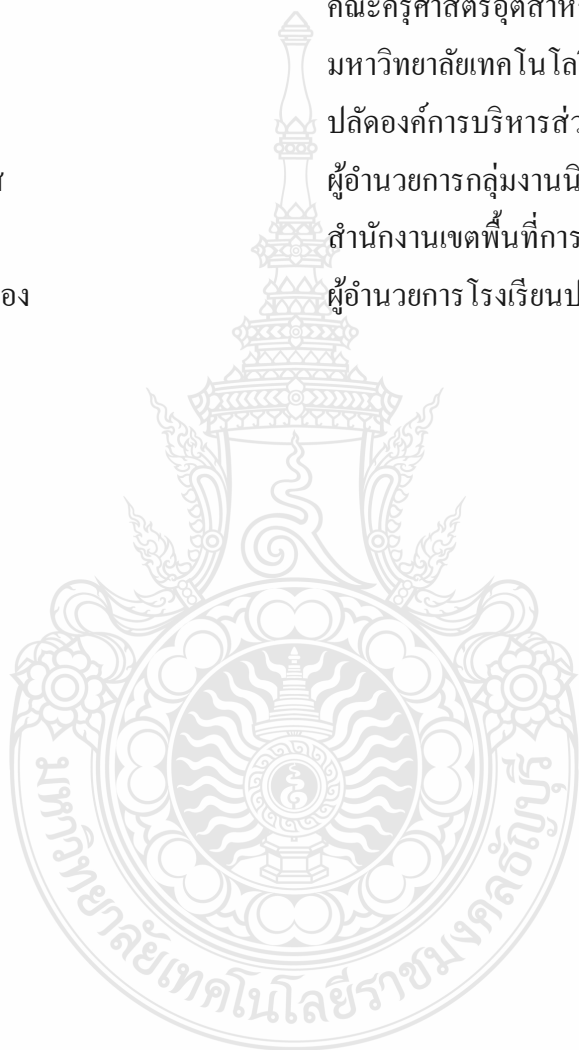 คณะครุศาสตร์อุตสาห
มหาวิทยาลัยเทคโนโล
ปลัดองค์การบริหารส่ว
ผู้อำนวยการกลุ่มงานนิ
สำนักงานเขตพื้นที่การ
อง ผู้อำนวยการโรงเรียนป
มหาวิทยาลัยเทคโนโลยีราชมงคลธัญบุรี